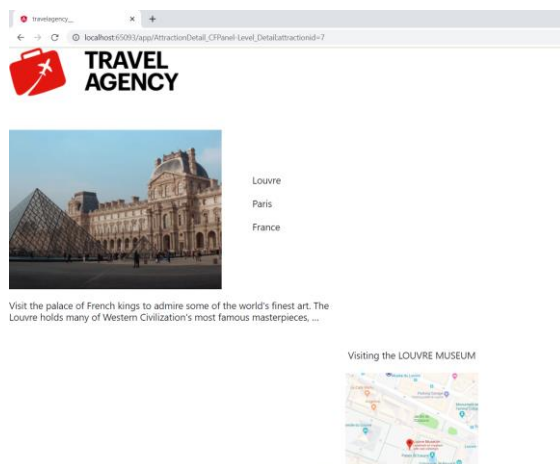 travelagency_
localhost:65093/app/AttractionDetail_CFPanel-Level_Detail:attractionid=7
TRAVEL
AGENCY
Louvre
Paris
France
Visit the palace of French kings to admire some of the world's finest art. The
Louvre holds many of Western Civilization's most famous masterpieces, ...
Visiting the LOUVRE MUSEUM